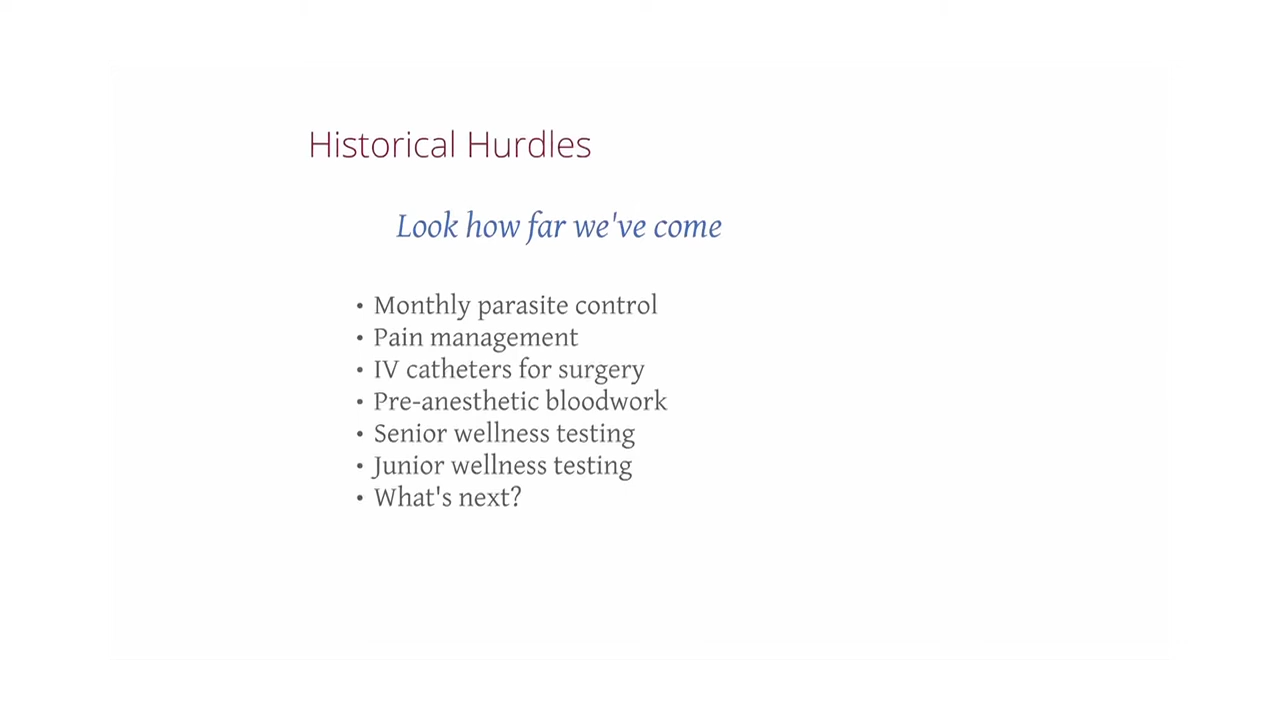 Historical Hurdles
Look how far we've come
• Monthly parasite control
• Pain management
• IV catheters for surgery
• Pre-anesthetic bloodwork
• Senior wellness testing
• Junior wellness testing
• What's next?